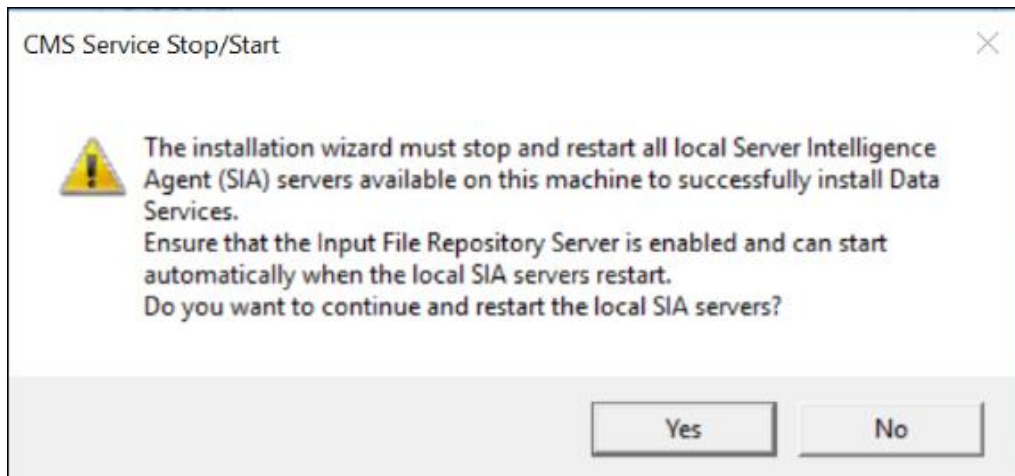 CMS Service Stop/Start
The installation wizard must stop and restart all local Server Intelligence
Agent (SIA) servers available on this machine to successfully install Data
Services.
Ensure that the Input File Repository Server is enabled and can start
automatically when the local SIA servers restart.
Do you want to continue and restart the local SIA servers?
Yes No